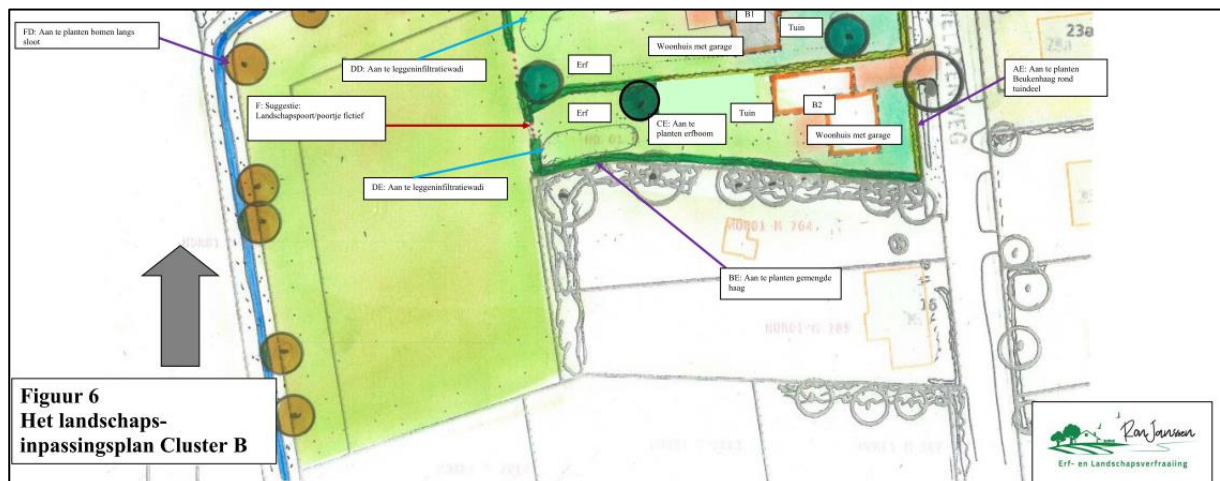 FD: Aan te planten bomen langs
sloot
B1
Tuin
23a
Woonhuis met garage
DD: Aan te leggeninfiltratiewadi
Erf
AE: Aan te planten
Beukenhaag rond
tuindeel
F: Suggestie:
Landschapspoort/poortje fictief
Erf
Tuin
B2
CE: Aan te
planten erfboom
Woonhuis met garage
DE: Aan te leggeninfiltratiewadi
BE: Aan te planten gemengde
haag
Figuur 6
Het landschaps-
inpassingsplan Cluster B
Ron Janssen
Erf- en Landschapsverfraaiing